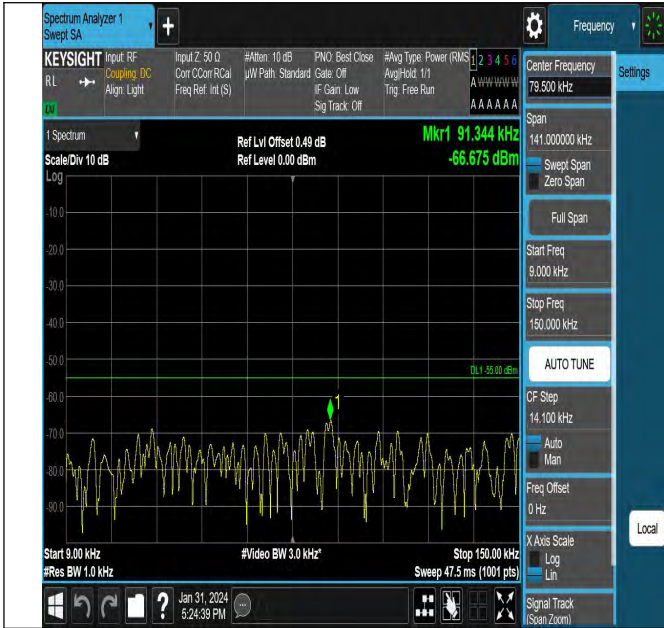 Spectrum Analyzer 1
Swept SA
+
Frequency
KEYSIGHT
RL
Input: RF
Coupling: DC
Align: Light
Input Z: 50 Ω
Corr CCorr RCal
Freq Ref: Int (S)
#Atten: 10 dB
µW Path: Standard
PNO: Best Close
Gate: Off
IF Gain: Low
Sig Track: Off
#Avg Type: Power (RMS
Avg|Hold: 1/1
Trig: Free Run
1 2 3 4 5 6
A W W W W W
A A A A A A
Center Frequency
79.500 kHz
Settings
1 Spectrum
Scale/Div 10 dB
Ref Lvl Offset 0.49 dB
Ref Level 0.00 dBm
Mkr1 91.344 kHz
-66.675 dBm
Span
141.000000 kHz
Swept Span
Zero Span
Log
-10.0
-20.0
-30.0
-40.0
-50.0
-60.0
-70.0
-80.0
-90.0
DL1 -55.00 dBm
1
Full Span
Start Freq
9.000 kHz
Stop Freq
150.000 kHz
AUTO TUNE
CF Step
14.100 kHz
Auto
Man
Freq Offset
0 Hz
Local
X Axis Scale
Log
Lin
Signal Track
(Span Zoom)
Start 9.00 kHz
#Res BW 1.0 kHz
#Video BW 3.0 kHz*
Stop 150.00 kHz
Sweep 47.5 ms (1001 pts)
?
Jan 31, 2024
5:24:39 PM